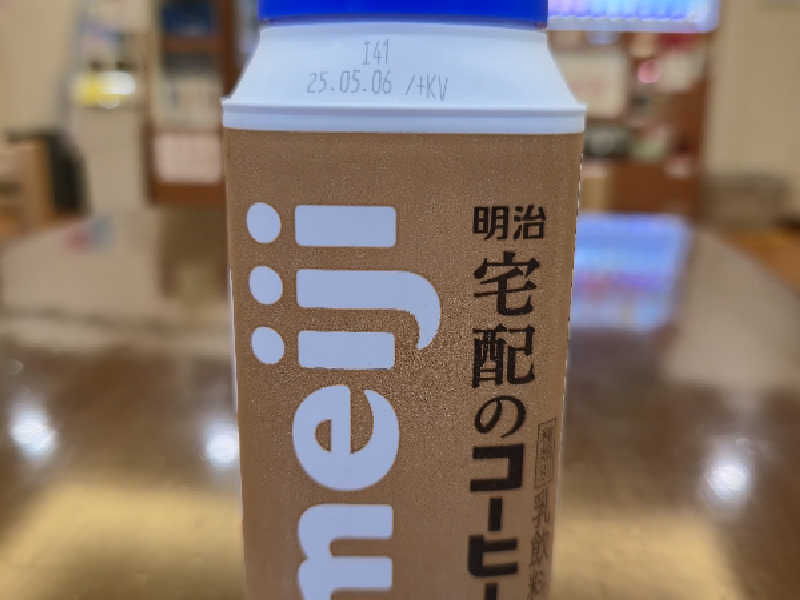 I41
25.05.06 /+KV
meiji
明治
宅配の
コーヒー
乳飲料